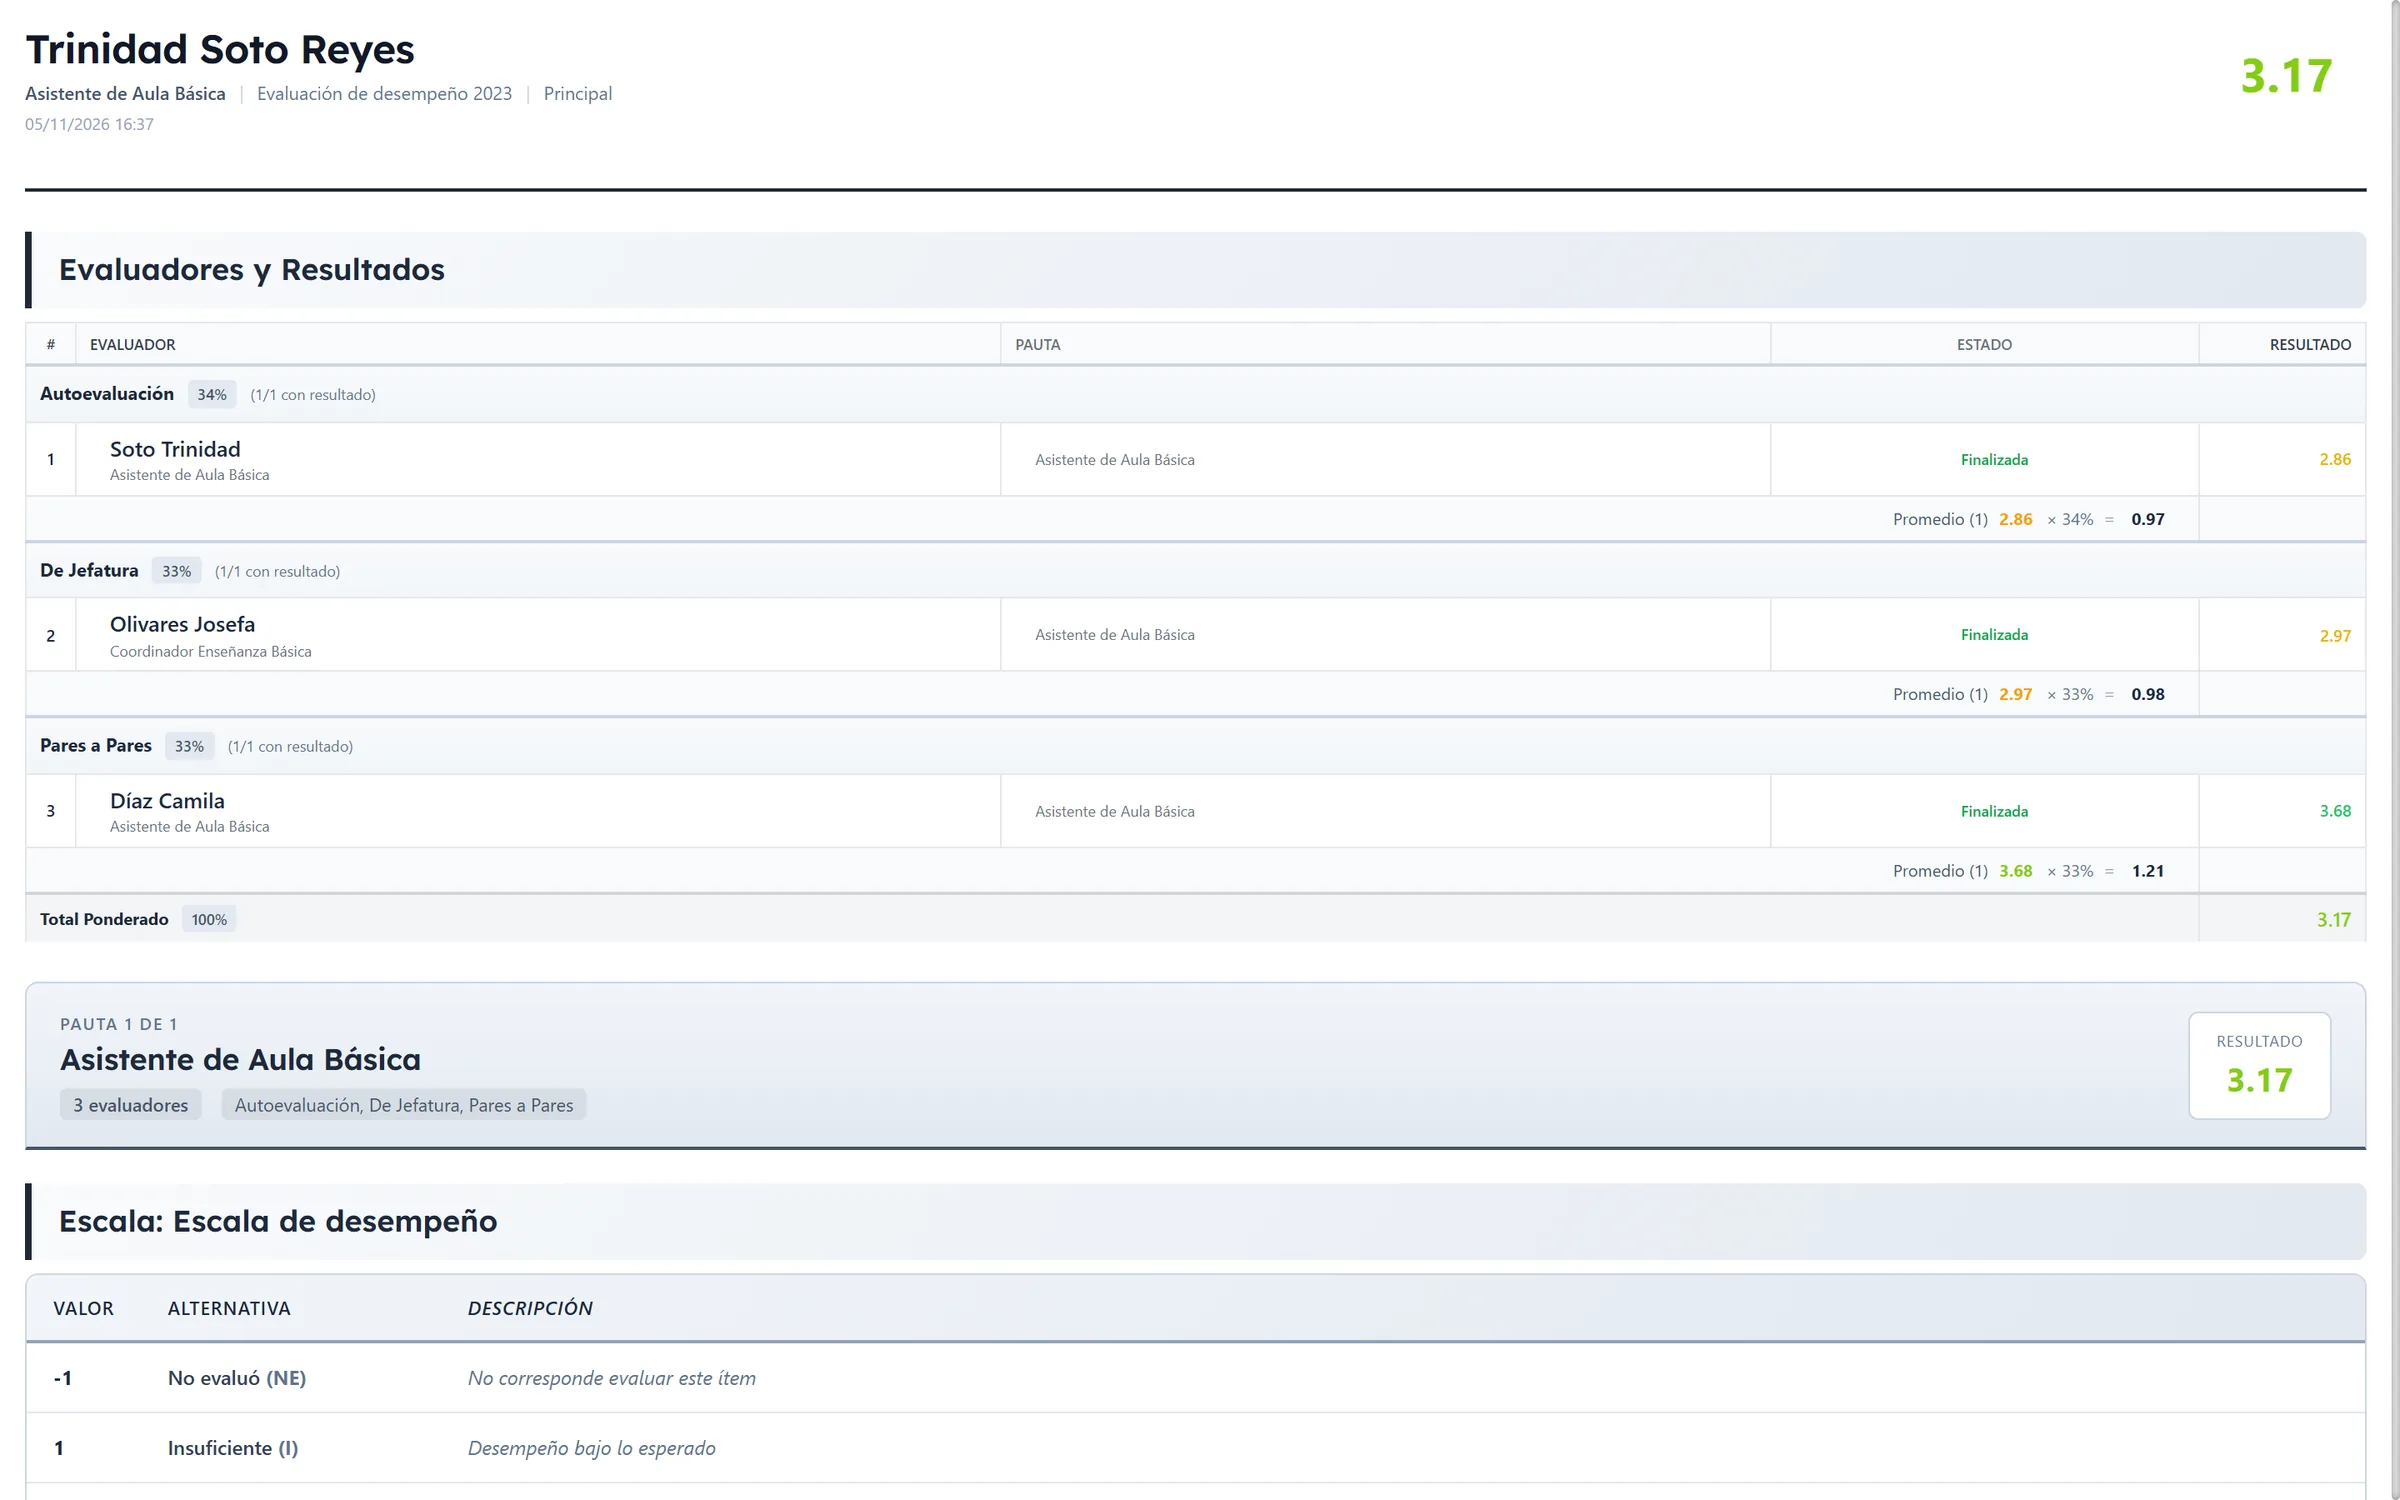 Trinidad Soto Reyes
3.17
Asistente de Aula Básica | Evaluación de desempeño 2023 | Principal
05/11/2026 16:37
Evaluadores y Resultados
# EVALUADOR PAUTA ESTADO RESULTADO
Autoevaluación 34% (1/1 con resultado)
1 Soto Trinidad Asistente de Aula Básica Finalizada 2.86
Asistente de Aula Básica
Promedio (1) 2.86 × 34% = 0.97
De Jefatura 33% (1/1 con resultado)
2 Olivares Josefa Asistente de Aula Básica Finalizada 2.97
Coordinador Enseñanza Básica
Promedio (1) 2.97 × 33% = 0.98
Pares a Pares 33% (1/1 con resultado)
3 Díaz Camila Asistente de Aula Básica Finalizada 3.68
Asistente de Aula Básica
Promedio (1) 3.68 × 33% = 1.21
Total Ponderado 100% 3.17
PAUTA 1 DE 1
Asistente de Aula Básica
3 evaluadores Autoevaluación, De Jefatura, Pares a Pares
RESULTADO
3.17
Escala: Escala de desempeño
VALOR ALTERNATIVA DESCRIPCIÓN
-1 No evaluó (NE) No corresponde evaluar este ítem
1 Insuficiente (I) Desempeño bajo lo esperado